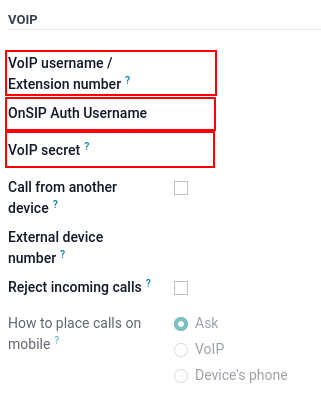 VOIP
VoIP username /
Extension number ?
OnSIP Auth Username
VoIP secret ?
Call from another
device ?
External device
number ?
Reject incoming calls ?
How to place calls on
mobile ?
Ask
VoIP
Device's phone